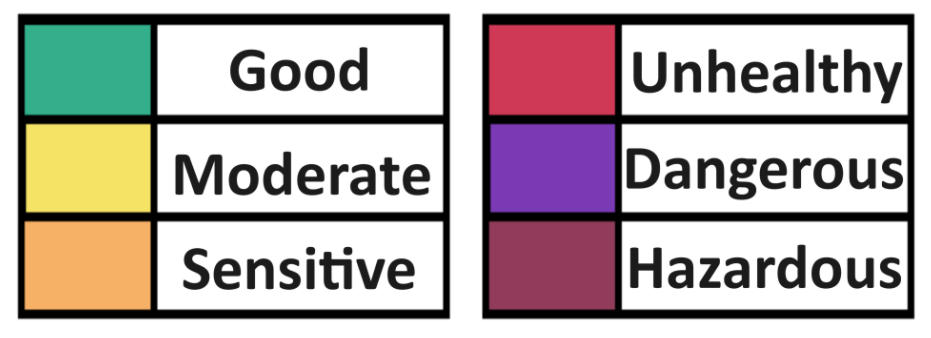 Good
Moderate
Sensitive
Unhealthy
Dangerous
Hazardous